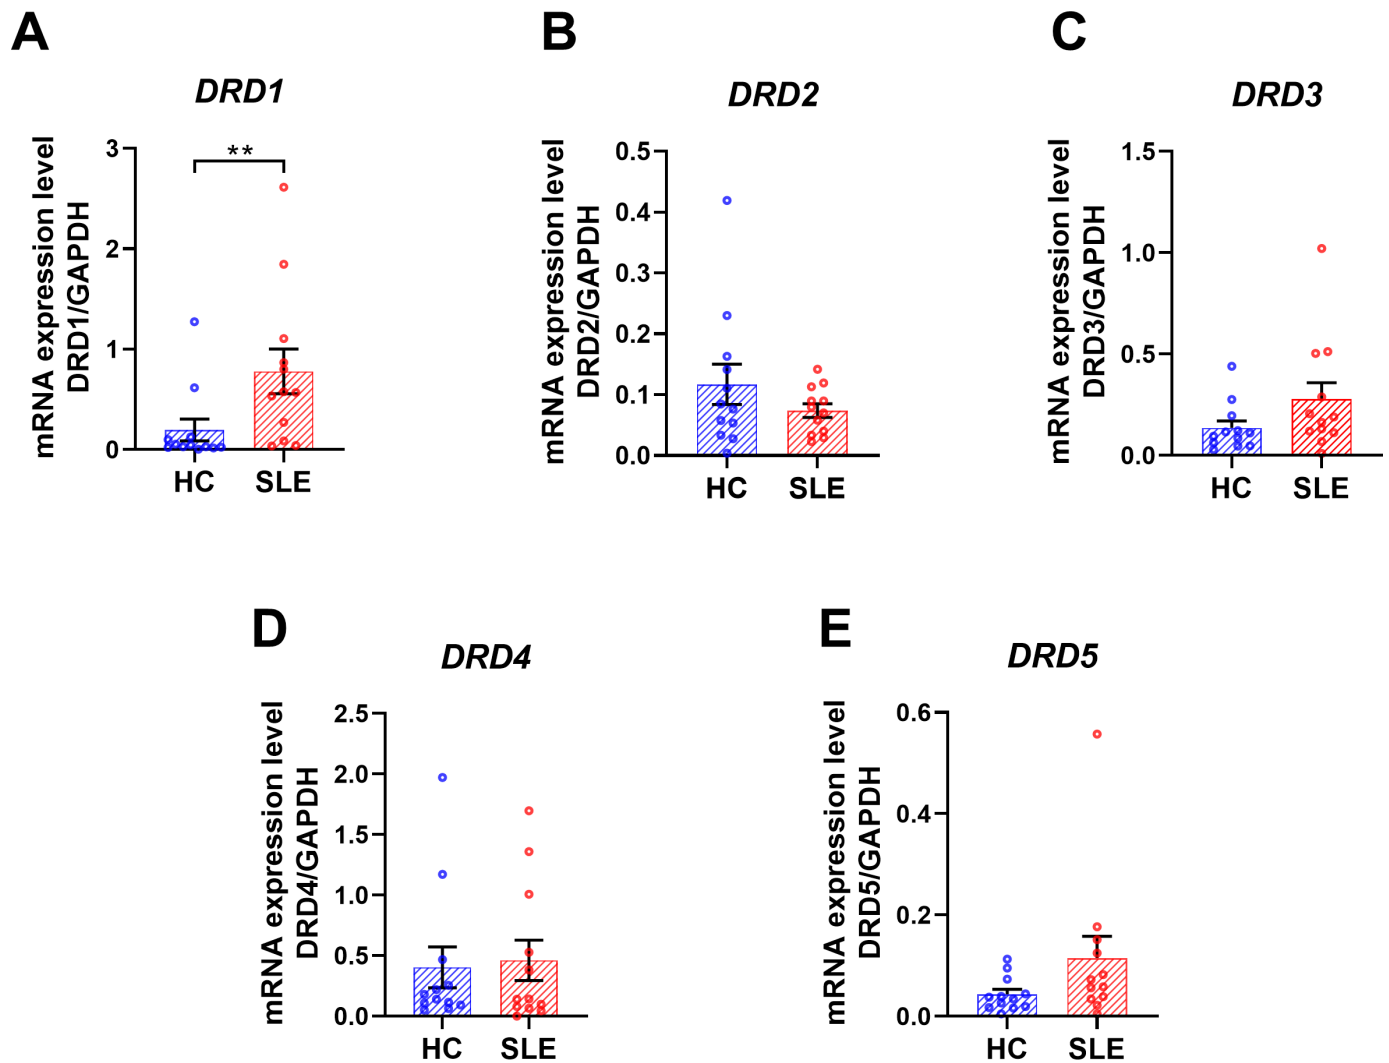 A
DRD1
mRNA expression level
DRD1/GAPDH
3
2
1
0
**
HC
SLE
B
DRD2
mRNA expression level
DRD2/GAPDH
0.5
0.4
0.3
0.2
0.1
0.0
HC
SLE
C
DRD3
mRNA expression level
DRD3/GAPDH
1.5
1.0
0.5
0.0
HC
SLE
D
DRD4
mRNA expression level
DRD4/GAPDH
2.5
2.0
1.5
1.0
0.5
0.0
HC
SLE
E
DRD5
mRNA expression level
DRD5/GAPDH
0.6
0.4
0.2
0.0
HC
SLE